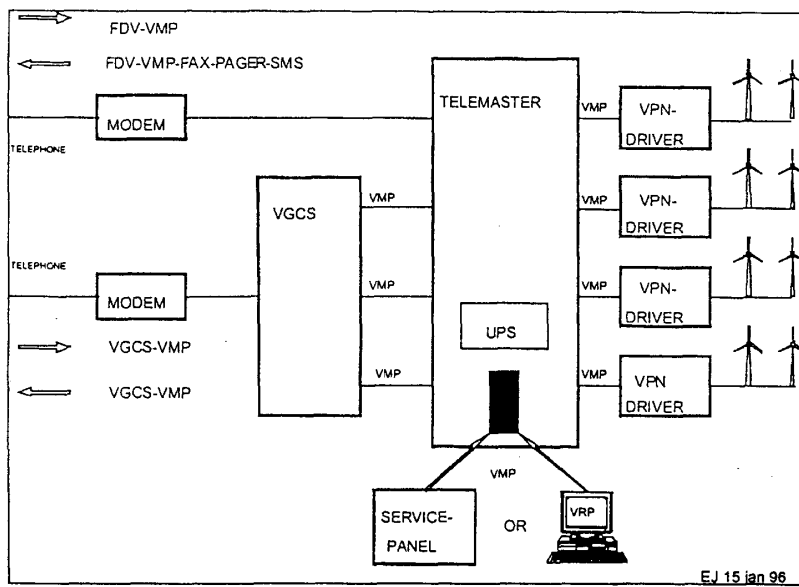 FDV-VMP
FDV-VMP-FAX-PAGER-SMS
TELEMASTER
VMP
VPN-
DRIVER
MODEM
TELEPHONE
VGCS
VMP
VMP
VPN-
DRIVER
TELEPHONE
MODEM
VMP
VMP
VPN-
DRIVER
UPS
VGCS-VMP
VGCS-VMP
VMP
VMP
VPN
DRIVER
VMP
SERVICE-
PANEL
OR
VRP
EJ 15 jan 96